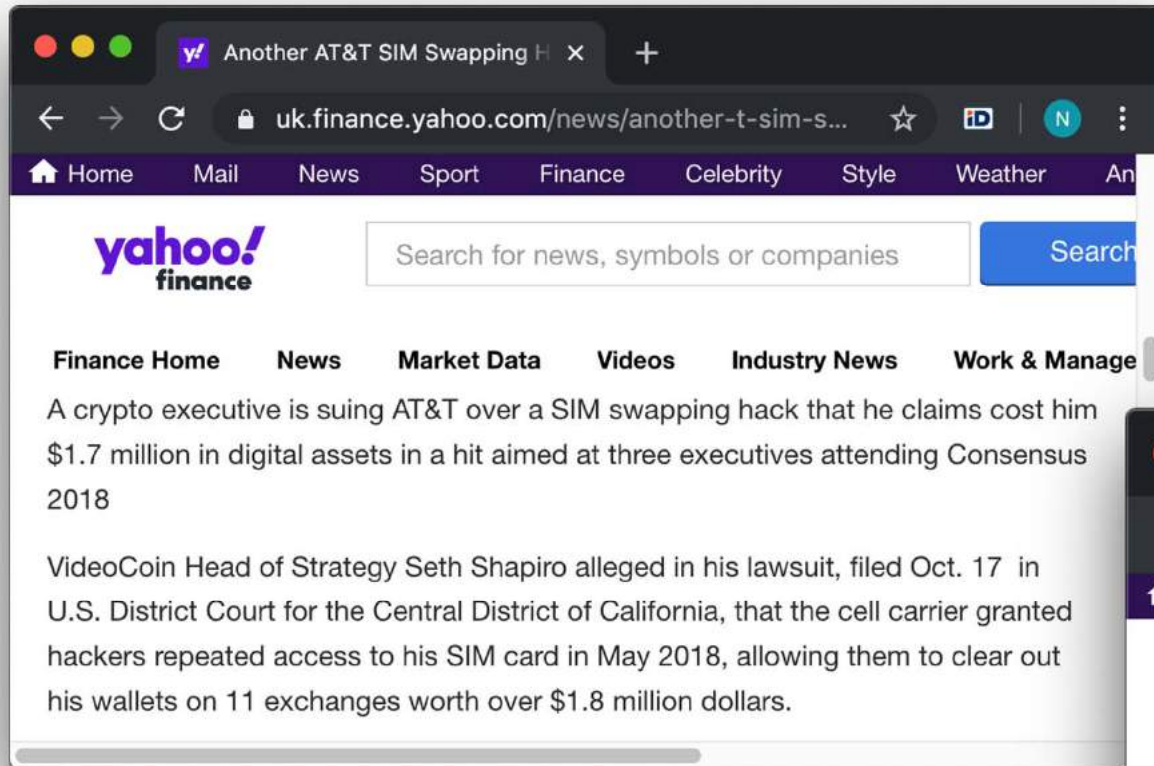 y! Another AT&T SIM Swapping H
uk.finance.yahoo.com/news/another-t-sim-s... iD N
Home Mail News Sport Finance Celebrity Style Weather An
yahoo! finance
Search for news, symbols or companies Search
Finance Home News Market Data Videos Industry News Work & Manage
A crypto executive is suing AT&T over a SIM swapping hack that he claims cost him
$1.7 million in digital assets in a hit aimed at three executives attending Consensus
2018
VideoCoin Head of Strategy Seth Shapiro alleged in his lawsuit, filed Oct. 17 in
U.S. District Court for the Central District of California, that the cell carrier granted
hackers repeated access to his SIM card in May 2018, allowing them to clear out
his wallets on 11 exchanges worth over $1.8 million dollars.